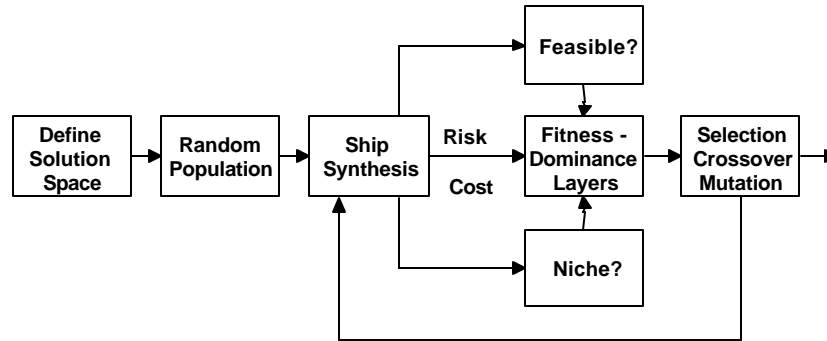 Feasible?
Define
Solution
Space
Random
Population
Ship
Synthesis
Risk
Cost
Fitness -
Dominance
Layers
Selection
Crossover
Mutation
Niche?